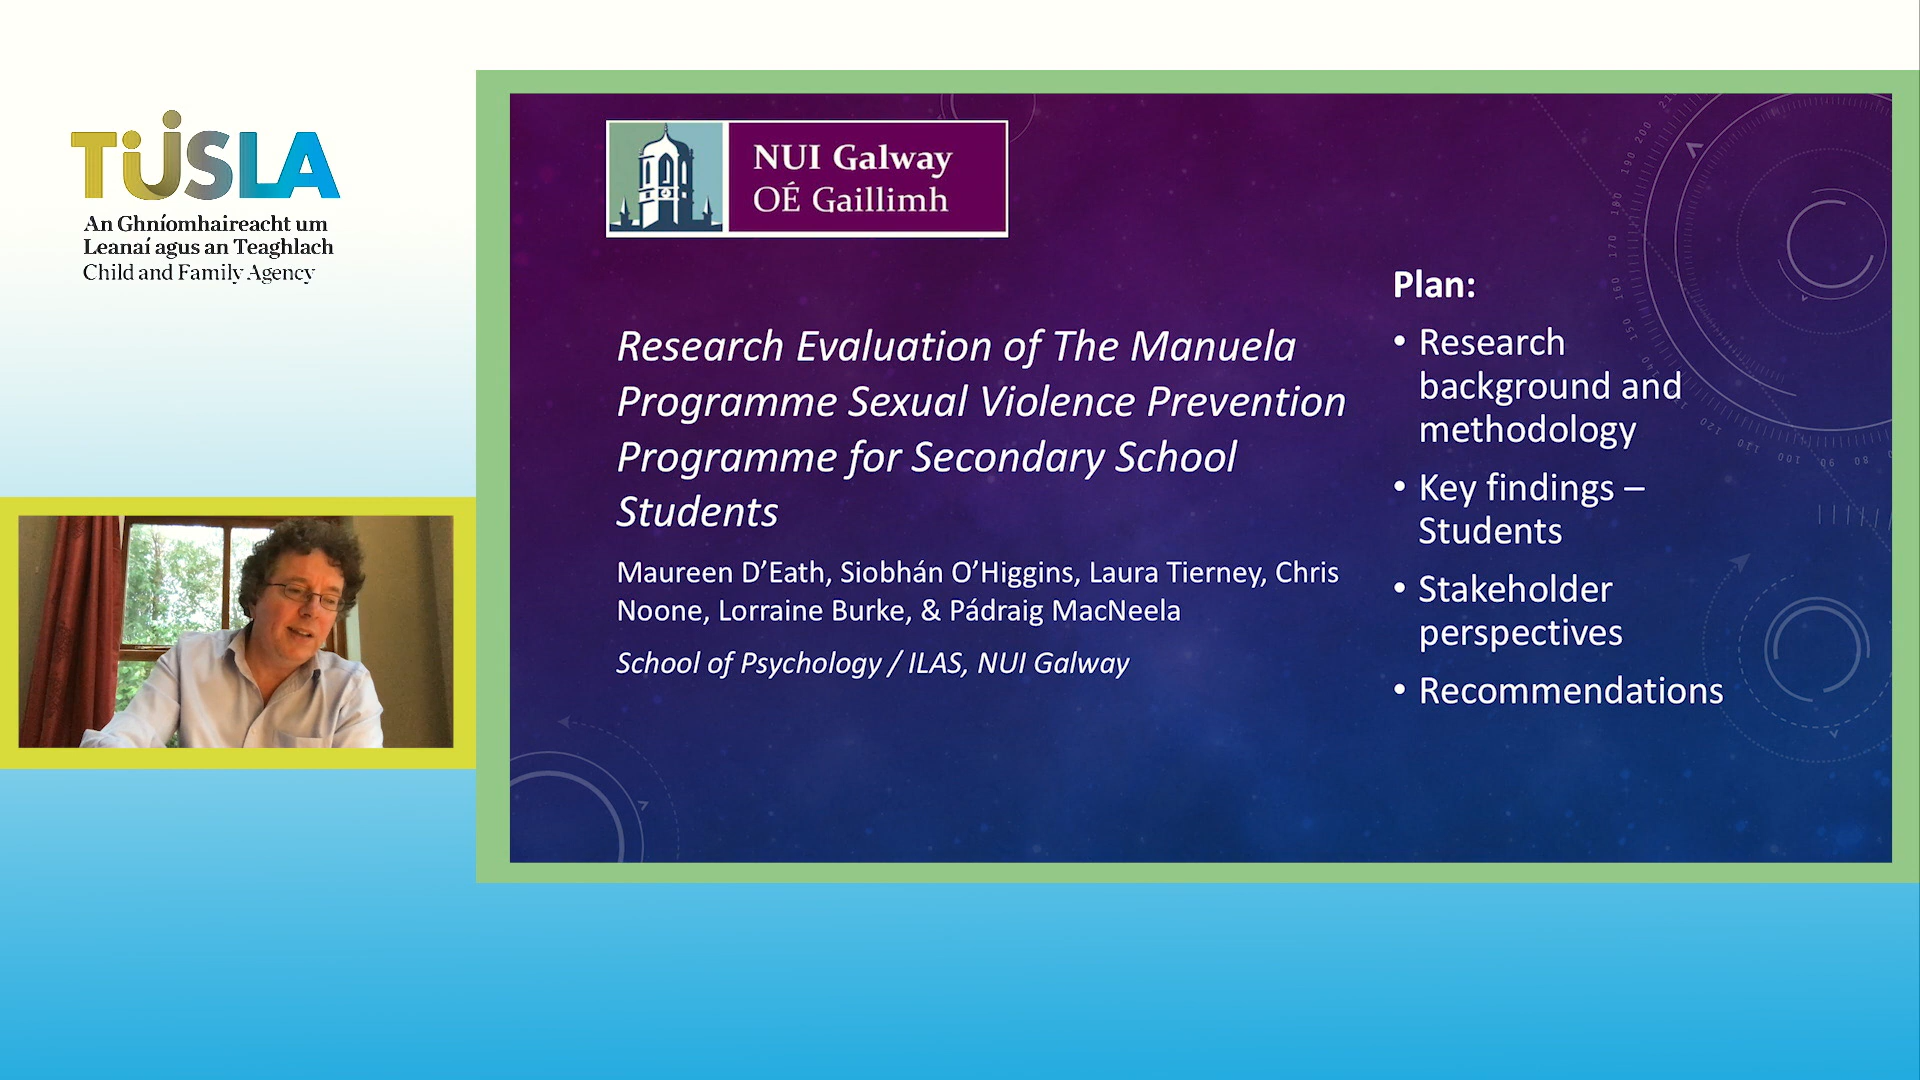 TÚSLA
An Ghníomhaireacht um
Leanaí agus an Teaghlach
Child and Family Agency
NUI Galway
OÉ Gaillimh
Research Evaluation of The Manuela
Programme Sexual Violence Prevention
Programme for Secondary School
Students
Maureen D’Eath, Siobhán O’Higgins, Laura Tierney, Chris
Noone, Lorraine Burke, & Pádraig MacNeela
School of Psychology / ILAS, NUI Galway
Plan:
• Research
background and
methodology
• Key findings –
Students
• Stakeholder
perspectives
• Recommendations